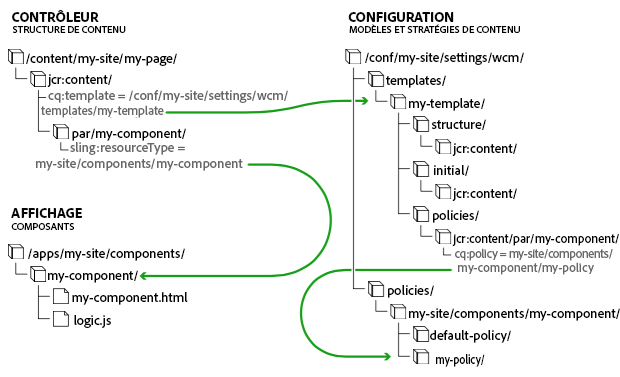 CONTRÔLEUR
STRUCTURE DE CONTENU
/content/my-site/my-page/
jcr:content/
cq:template = /conf/my-site/settings/wcm/
templates/my-template
par/my-component/
sling:resourceType =
my-site/components/my-component
AFFICHAGE
COMPOSANTS
/apps/my-site/components/
my-component/
my-component.html
logic.js
CONFIGURATION
MODÈLES ET STRATÉGIES DE CONTENU
/conf/my-site/settings/wcm/
templates/
my-template/
structure/
jcr:content/
initial/
jcr:content/
policies/
jcr:content/par/my-component/
cq:policy = my-site/components/
my-component/my-policy
policies/
my-site/components/my-component/
default-policy/
my-policy/